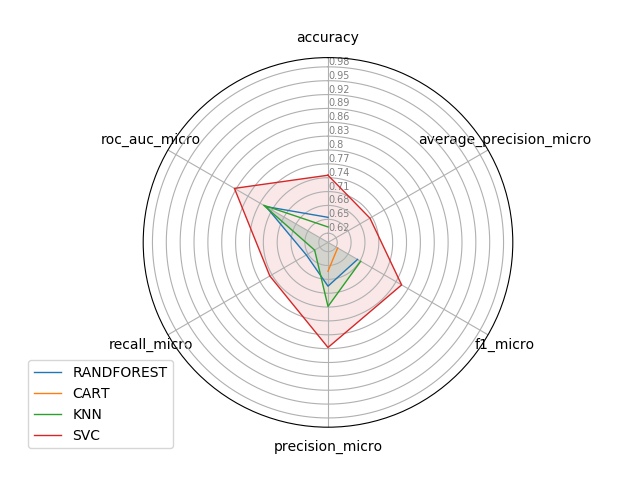 accuracy
0.98
0.95
0.92
0.89
0.86
0.83
0.8
0.77
0.74
0.71
0.68
0.65
0.62
roc_auc_micro
average_precision_micro
recall_micro
f1_micro
precision_micro
RANDFOREST
CART
KNN
SVC